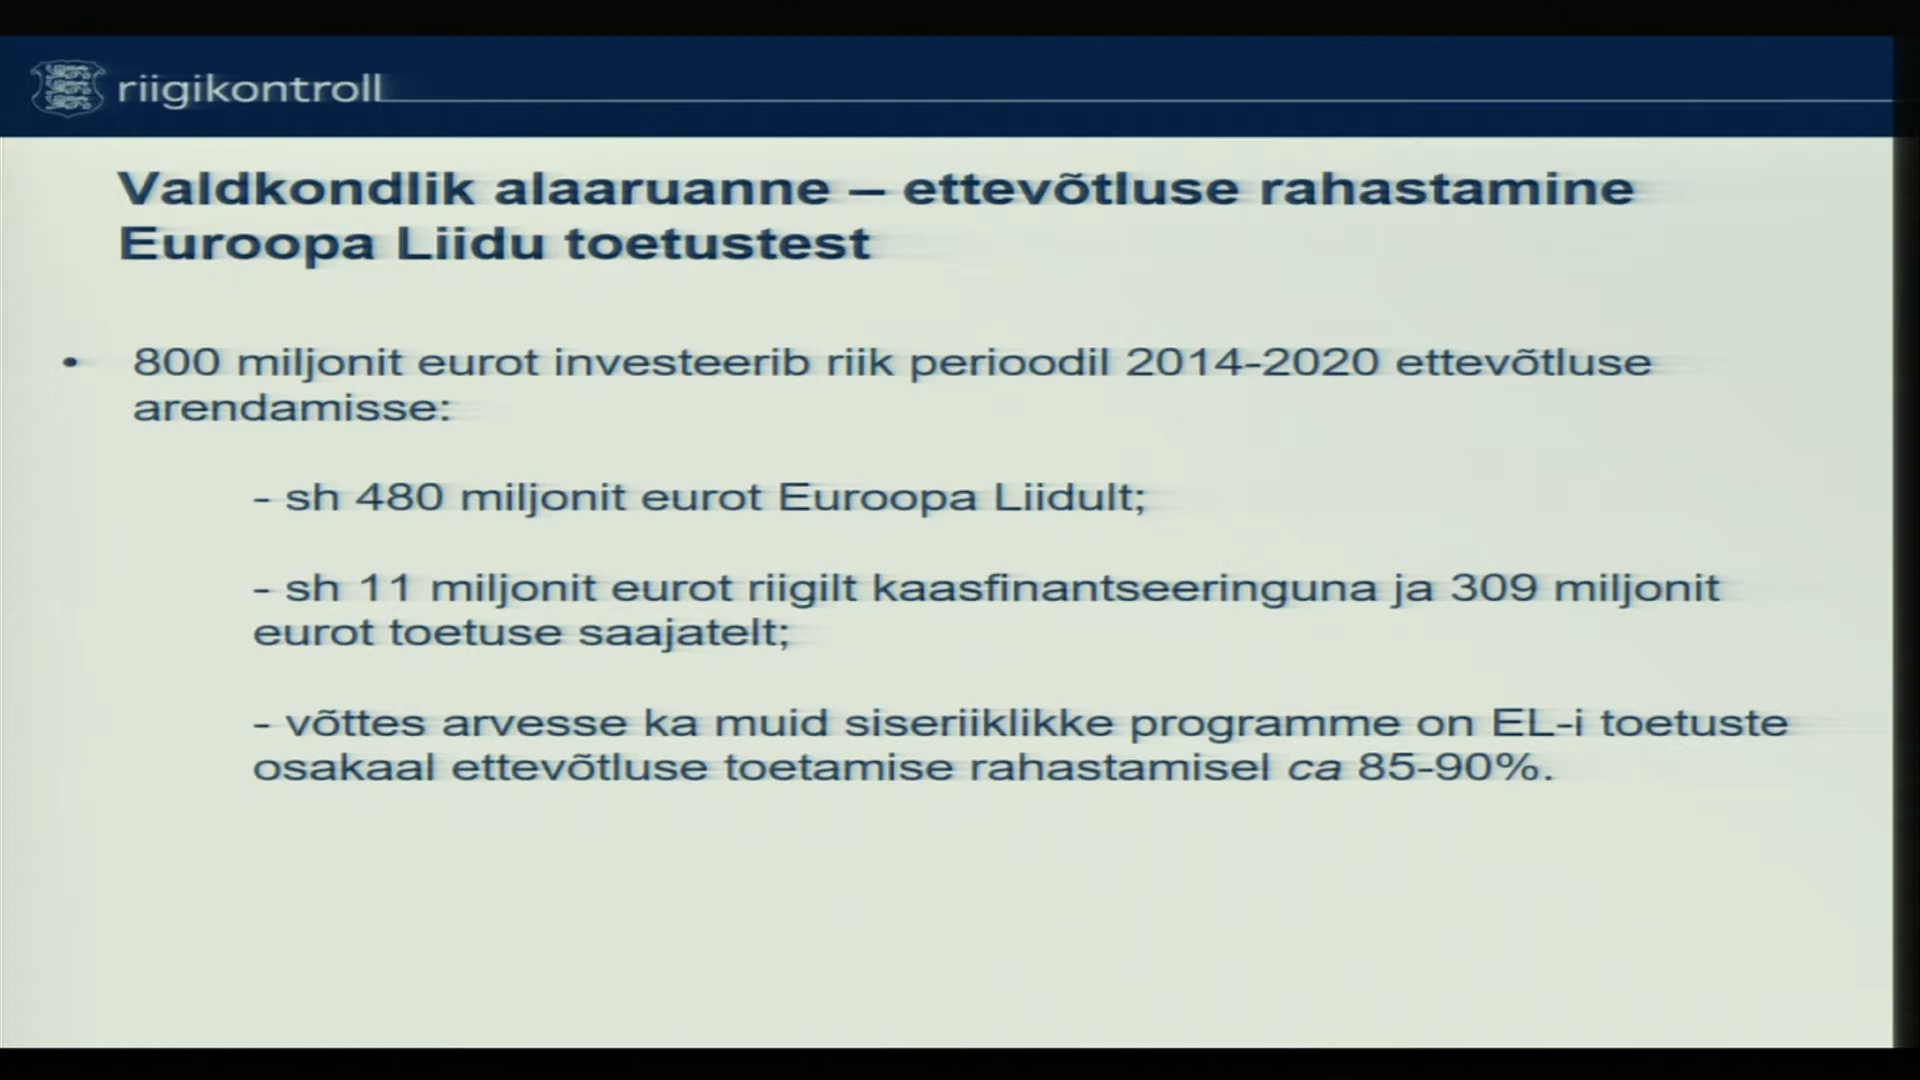 riigikontroll
Valdkondlik alaaruanne – ettevõtluse rahastamine
Euroopa Liidu toetustest
• 800 miljonit eurot investeerib riik perioodil 2014-2020 ettevõtluse
arendamisse:
- sh 480 miljonit eurot Euroopa Liidult;
- sh 11 miljonit eurot riigilt kaasfinantseeringuna ja 309 miljonit
eurot toetuse saajatelt;
- võttes arvesse ka muid siseriiklikke programme on EL-i toetuste
osakaal ettevõtluse toetamise rahastamisel ca 85-90%.